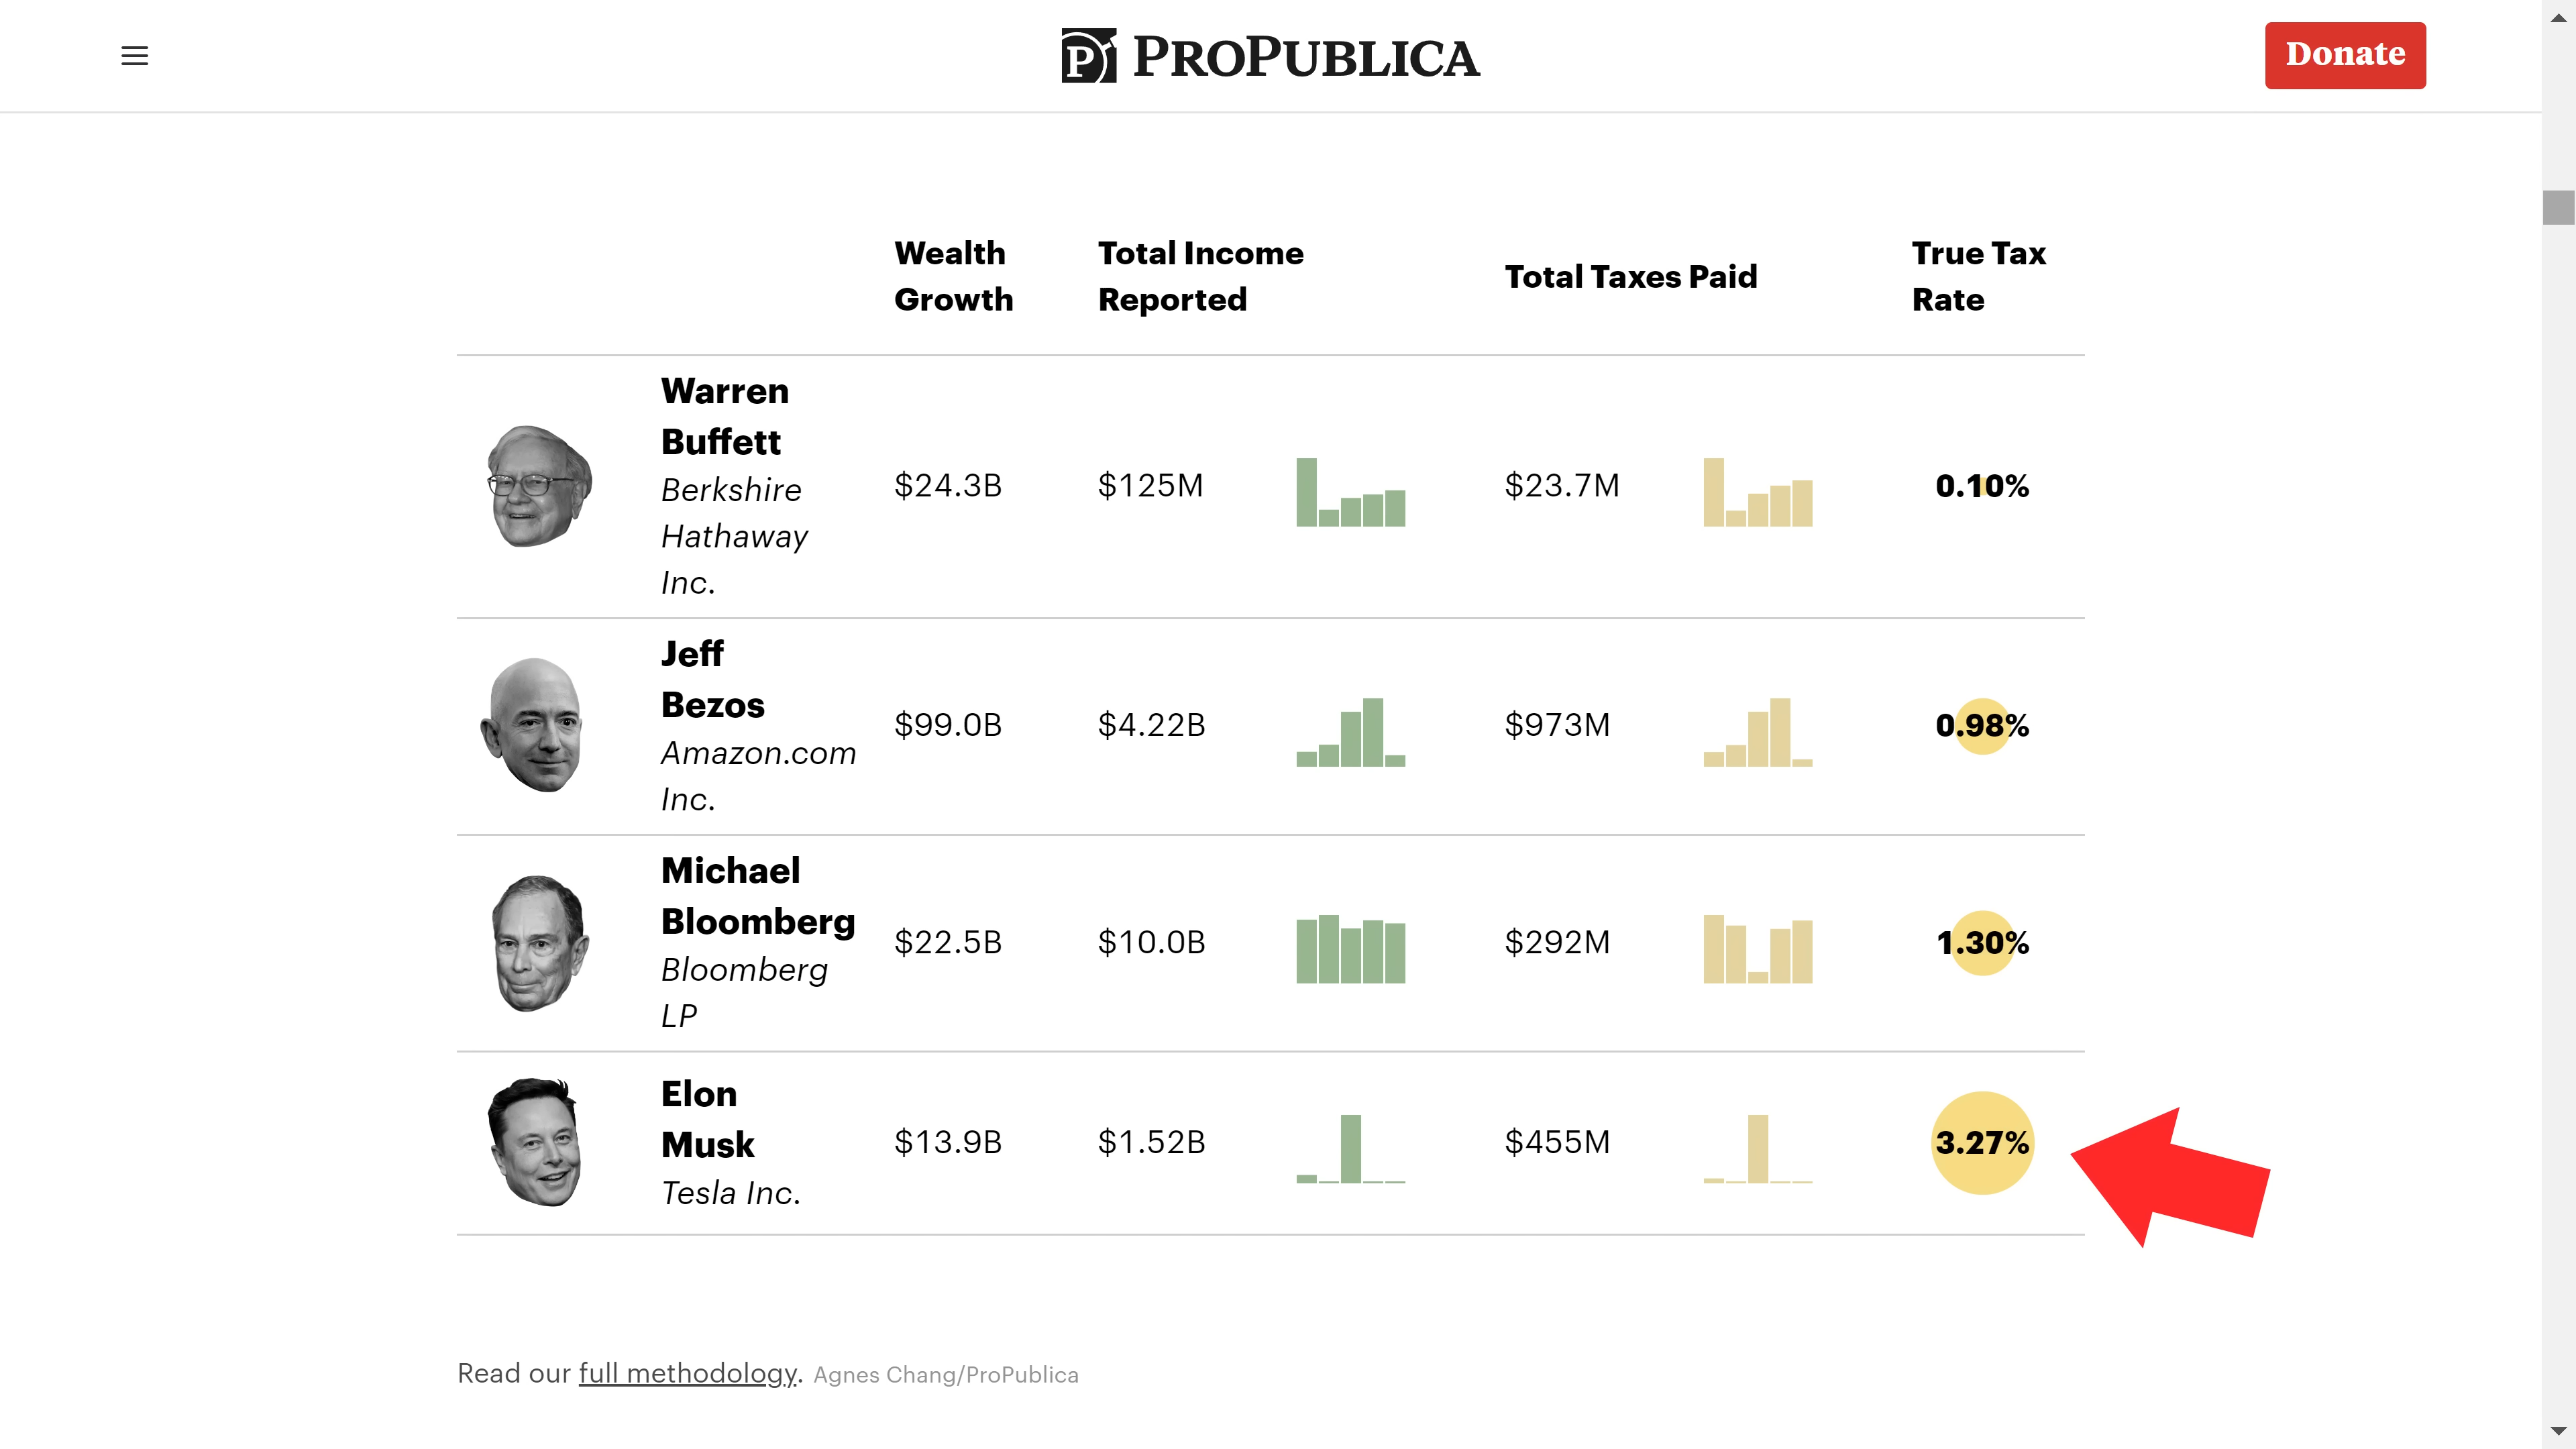 P PROPUBLICA
Donate
Wealth Growth
Total Income Reported
Total Taxes Paid
True Tax Rate
Warren
Buffett
Berkshire
Hathaway
Inc.
$24.3B
$125M
$23.7M
0.10%
Jeff
Bezos
Amazon.com
Inc.
$99.0B
$4.22B
$973M
0.98%
Michael
Bloomberg
Bloomberg
LP
$22.5B
$10.0B
$292M
1.30%
Elon
Musk
Tesla Inc.
$13.9B
$1.52B
$455M
3.27%
Read our full methodology. Agnes Chang/ProPublica